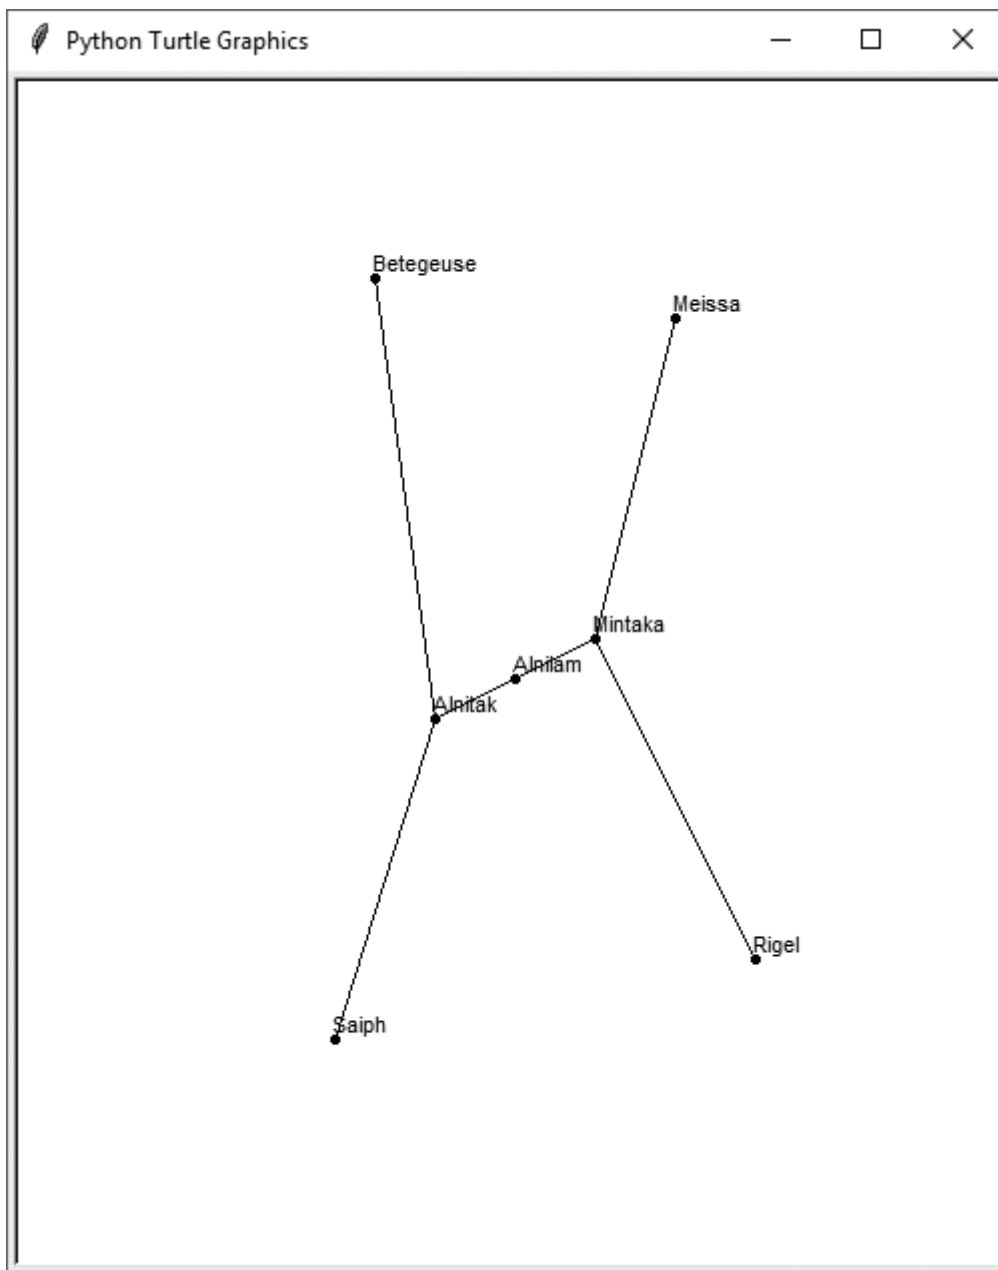 Python Turtle Graphics
Betegeuse
Meissa
Mintaka
Alnilam
Alnitak
Rigel
Saiph